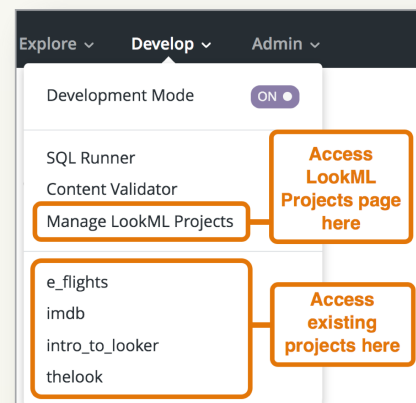 Explore Develop Admin
Development Mode ON
SQL Runner
Content Validator
Manage LookML Projects
Access
LookML
Projects page
here
e_flights
imdb
intro_to_looker
thelook
Access
existing
projects here